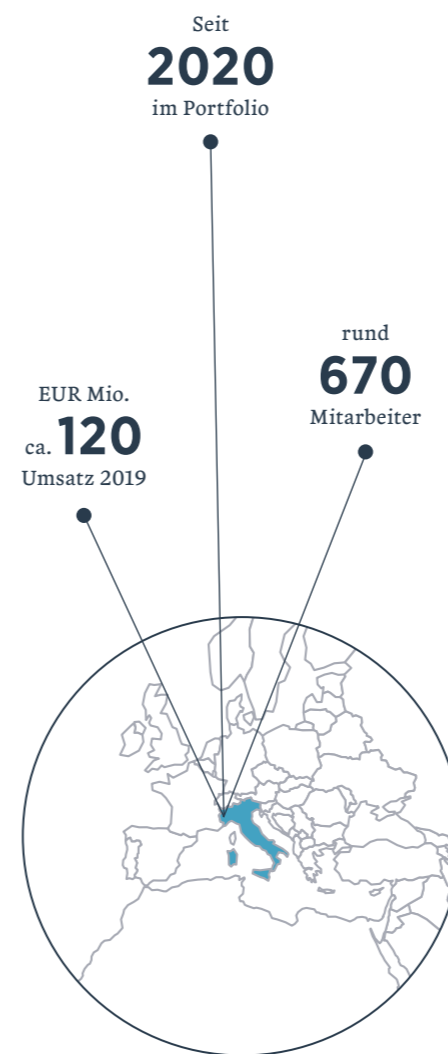 Seit
2020
im Portfolio
rund
670
Mitarbeiter
EUR Mio.
ca. 120
Umsatz 2019